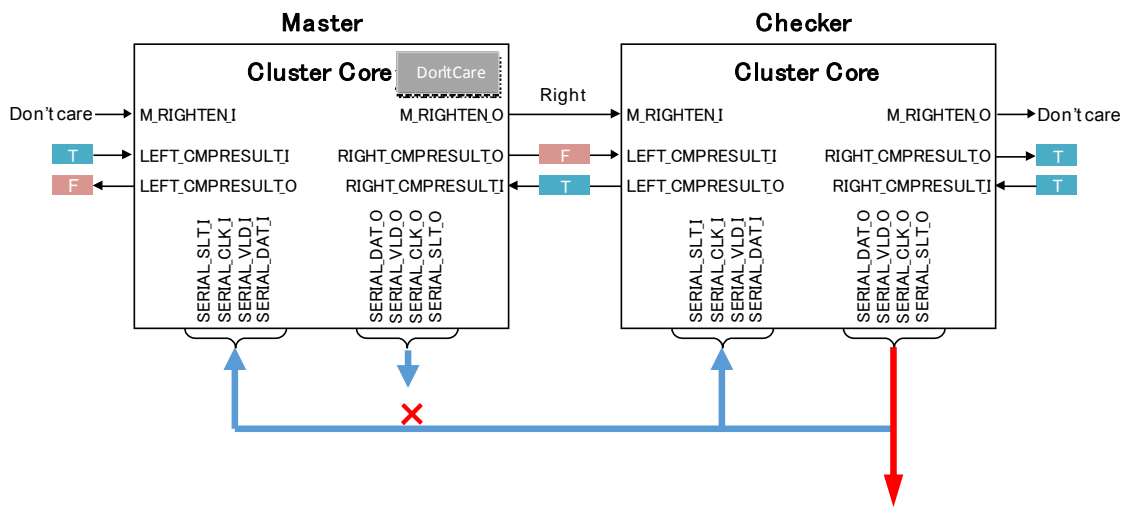 Master
Checker
Cluster Core
Don'tCare
Cluster Core
Don't care
M_RIGHTEN_I
M_RIGHTEN_O
Right
M_RIGHTEN_I
M_RIGHTEN_O
Don't care
T
LEFT_CMPRESULT_I
RIGHT_CMPRESULT_O
F
LEFT_CMPRESULT_I
RIGHT_CMPRESULT_O
T
F
LEFT_CMPRESULT_O
RIGHT_CMPRESULT_I
T
LEFT_CMPRESULT_O
RIGHT_CMPRESULT_I
T
SERIAL_SLT_I
SERIAL_CLK_I
SERIAL_VLD_I
SERIAL_DAT_I
SERIAL_DAT_O
SERIAL_VLD_O
SERIAL_CLK_O
SERIAL_SLT_O
SERIAL_SLT_I
SERIAL_CLK_I
SERIAL_VLD_I
SERIAL_DAT_I
SERIAL_DAT_O
SERIAL_VLD_O
SERIAL_CLK_O
SERIAL_SLT_O